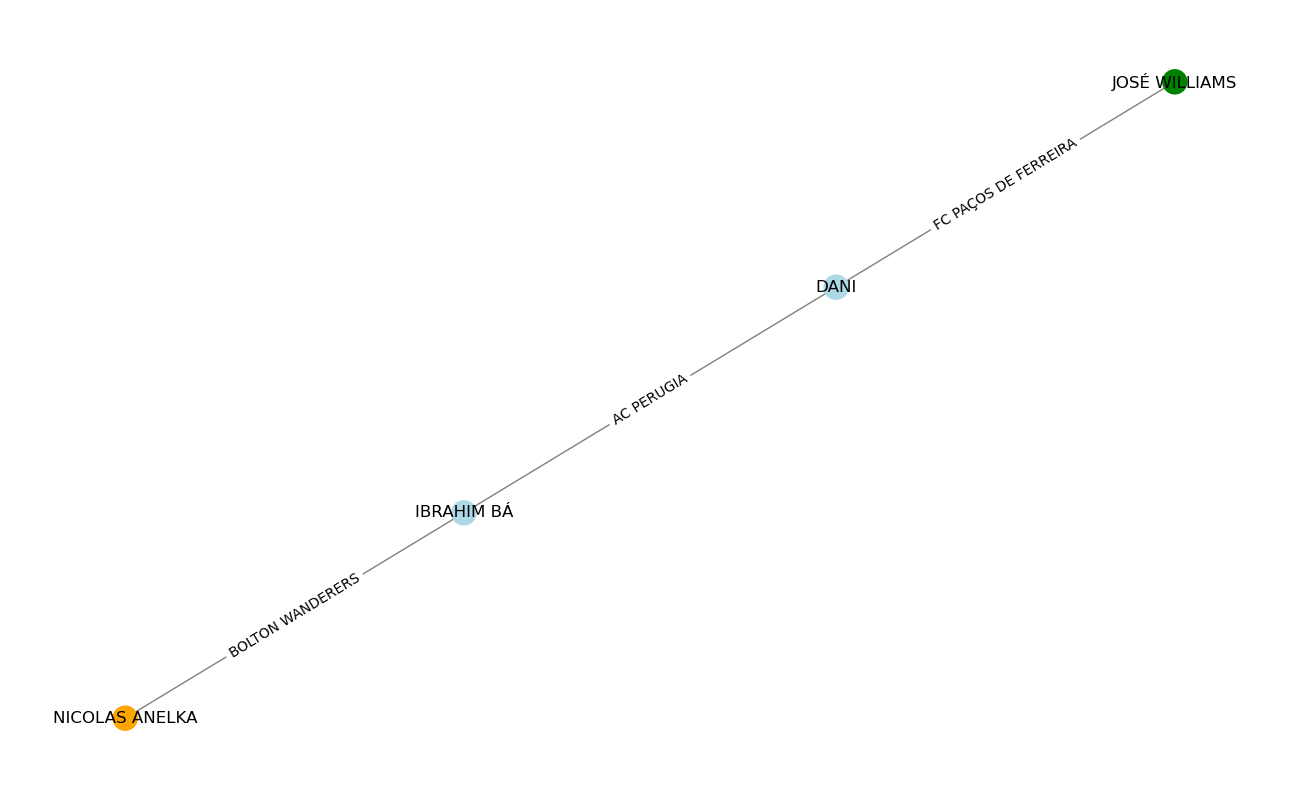 JOSÉ WILLIAMS
FC PAÇOS DE FERREIRA
DANI
AC PERUGIA
IBRAHIM BÁ
BOLTON WANDERERS
NICOLAS ANELKA